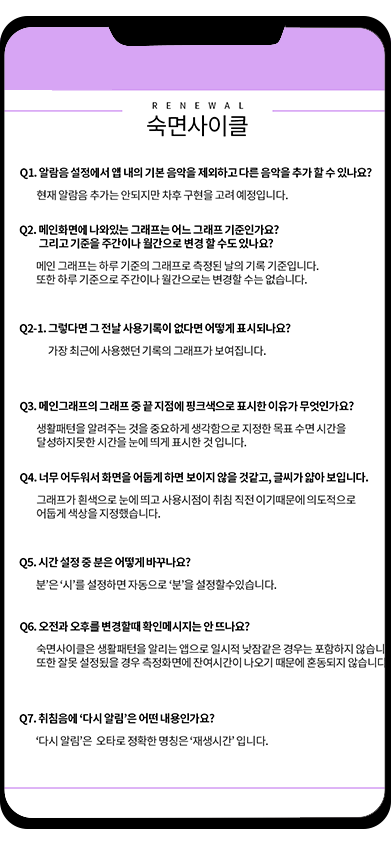 RENEWAL
숙면사이클
Q1. 알람음 설정에서 앱 내의 기본 음악을 제외하고 다른 음악을 추가 할 수 있나요?
현재 알람음 추가는 안되지만 차후 구현을 고려 예정입니다.
Q2. 메인화면에 나와있는 그래프는 어느 그래프 기준인가요?
그리고 기준을 주간이나 월간으로 변경 할 수도 있나요?
메인 그래프는 하루 기준의 그래프로 측정된 날의 기록 기준입니다.
또한 하루 기준으로 주간이나 월간으로는 변경할 수는 없습니다.
Q2-1. 그렇다면 그 전날 사용기록이 없다면 어떻게 표시되나요?
가장 최근에 사용했던 기록의 그래프가 보여집니다.
Q3. 메인그래프의 그래프 중 끝 지점에 핑크색으로 표시한 이유가 무엇인가요?
생활패턴을 알려주는 것을 중요하게 생각함으로 지정한 목표 수면 시간을
달성하지못한 시간을 눈에 띄게 표시한 것 입니다.
Q4. 너무 어두워서 화면을 어둡게 하면 보이지 않을 것같고, 글씨가 얇아 보입니다.
그래프가 흰색으로 눈에 띄고 사용시점이 취침 직전 이기때문에 의도적으로
어둡게 색상을 지정했습니다.
Q5. 시간 설정 중 분은 어떻게 바꾸나요?
분'은 '시'를 설정하면 자동으로 '분'을 설정할수있습니다.
Q6. 오전과 오후를 변경할때 확인메시지는 안 뜨나요?
숙면사이클은 생활패턴을 알리는 앱으로 일시적 낮잠같은 경우는 포함하지 않습니
또한 잘못 설정됬을 경우 측정화면에 잔여시간이 나오기 때문에 혼동되지 않습니다
Q7. 취침음에 '다시 알림'은 어떤 내용인가요?
'다시 알림'은 오타로 정확한 명칭은 '재생시간' 입니다.